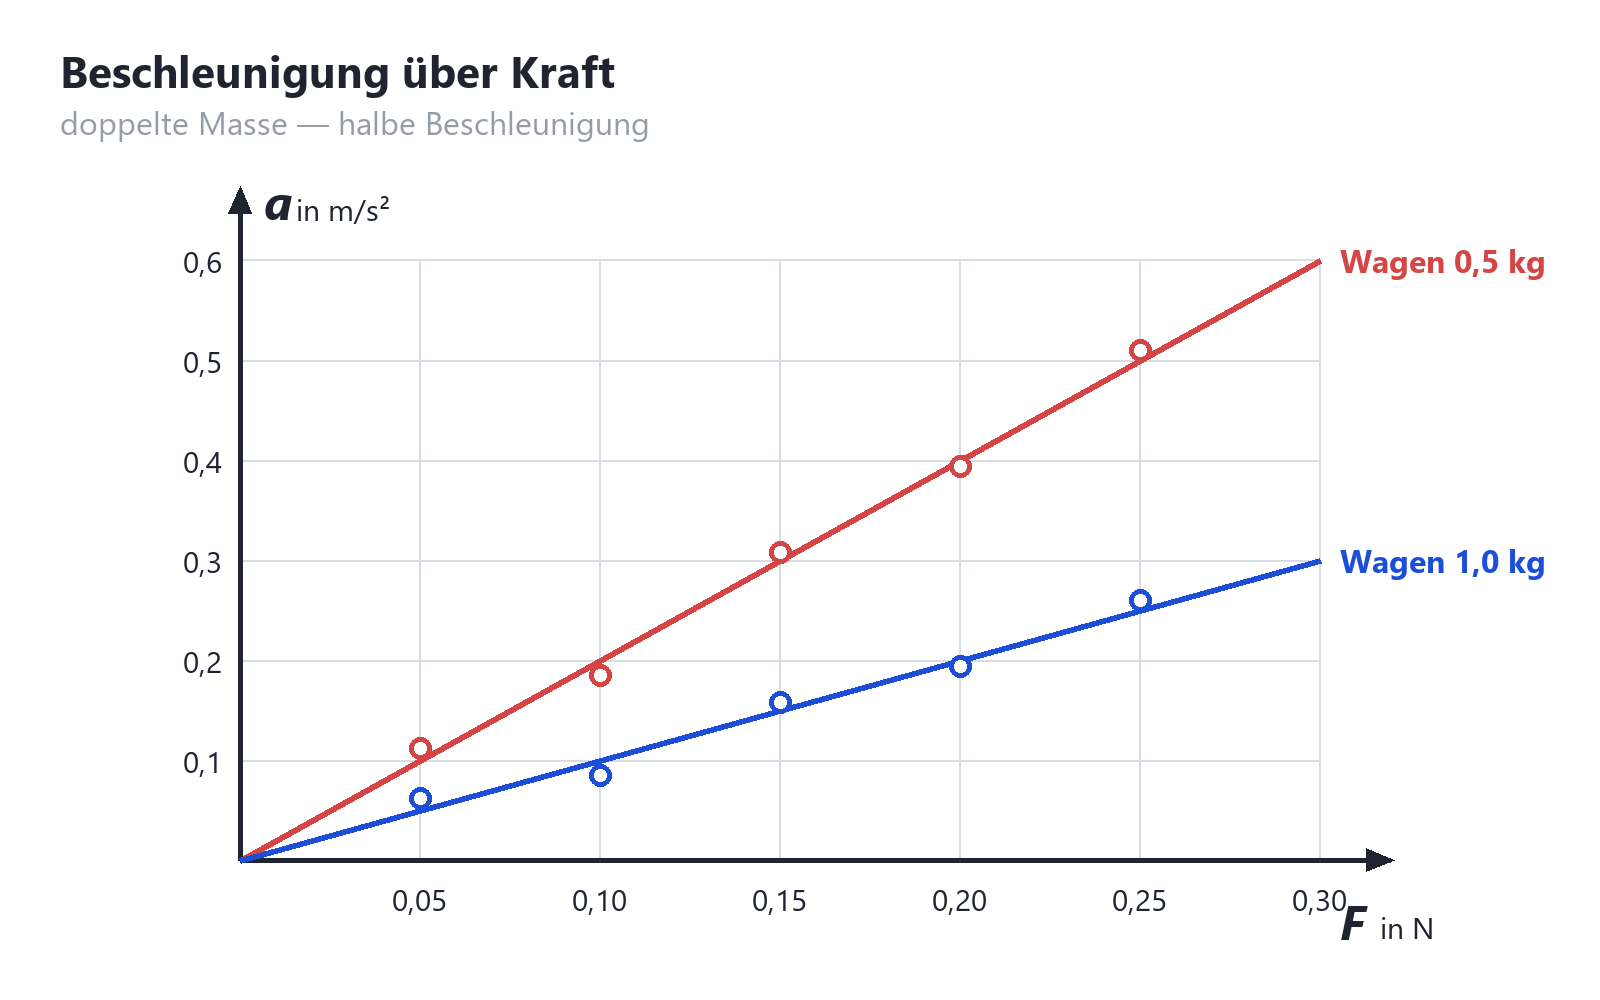 Beschleunigung über Kraft
doppelte Masse — halbe Beschleunigung
a in m/s²
0,6
Wagen 0,5 kg
0,5
0,4
0,3
Wagen 1,0 kg
0,2
0,1
0,05 0,10 0,15 0,20 0,25 0,30
F in N